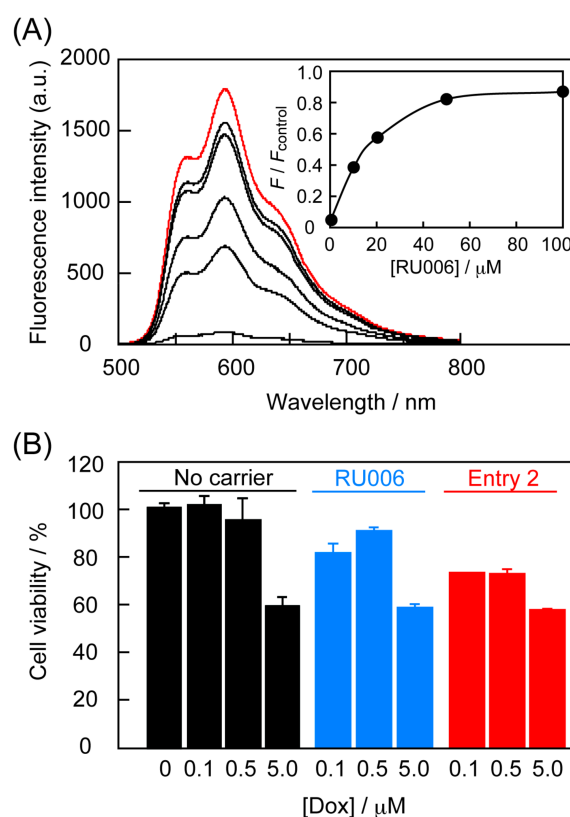 (A)
2000
1500
1000
500
0
Fluorescence intensity (a.u.)
500 600 700 800
Wavelength / nm
1.0
0.8
0.6
0.4
0.2
0
F / Fcontrol
0 20 40 60 80 100
[RU006] / μM
(B)
120
100
80
60
40
20
0
Cell viability / %
No carrier RU006 Entry 2
0 0.1 0.5 5.0 0.1 0.5 5.0 0.1 0.5 5.0
[Dox] / μM